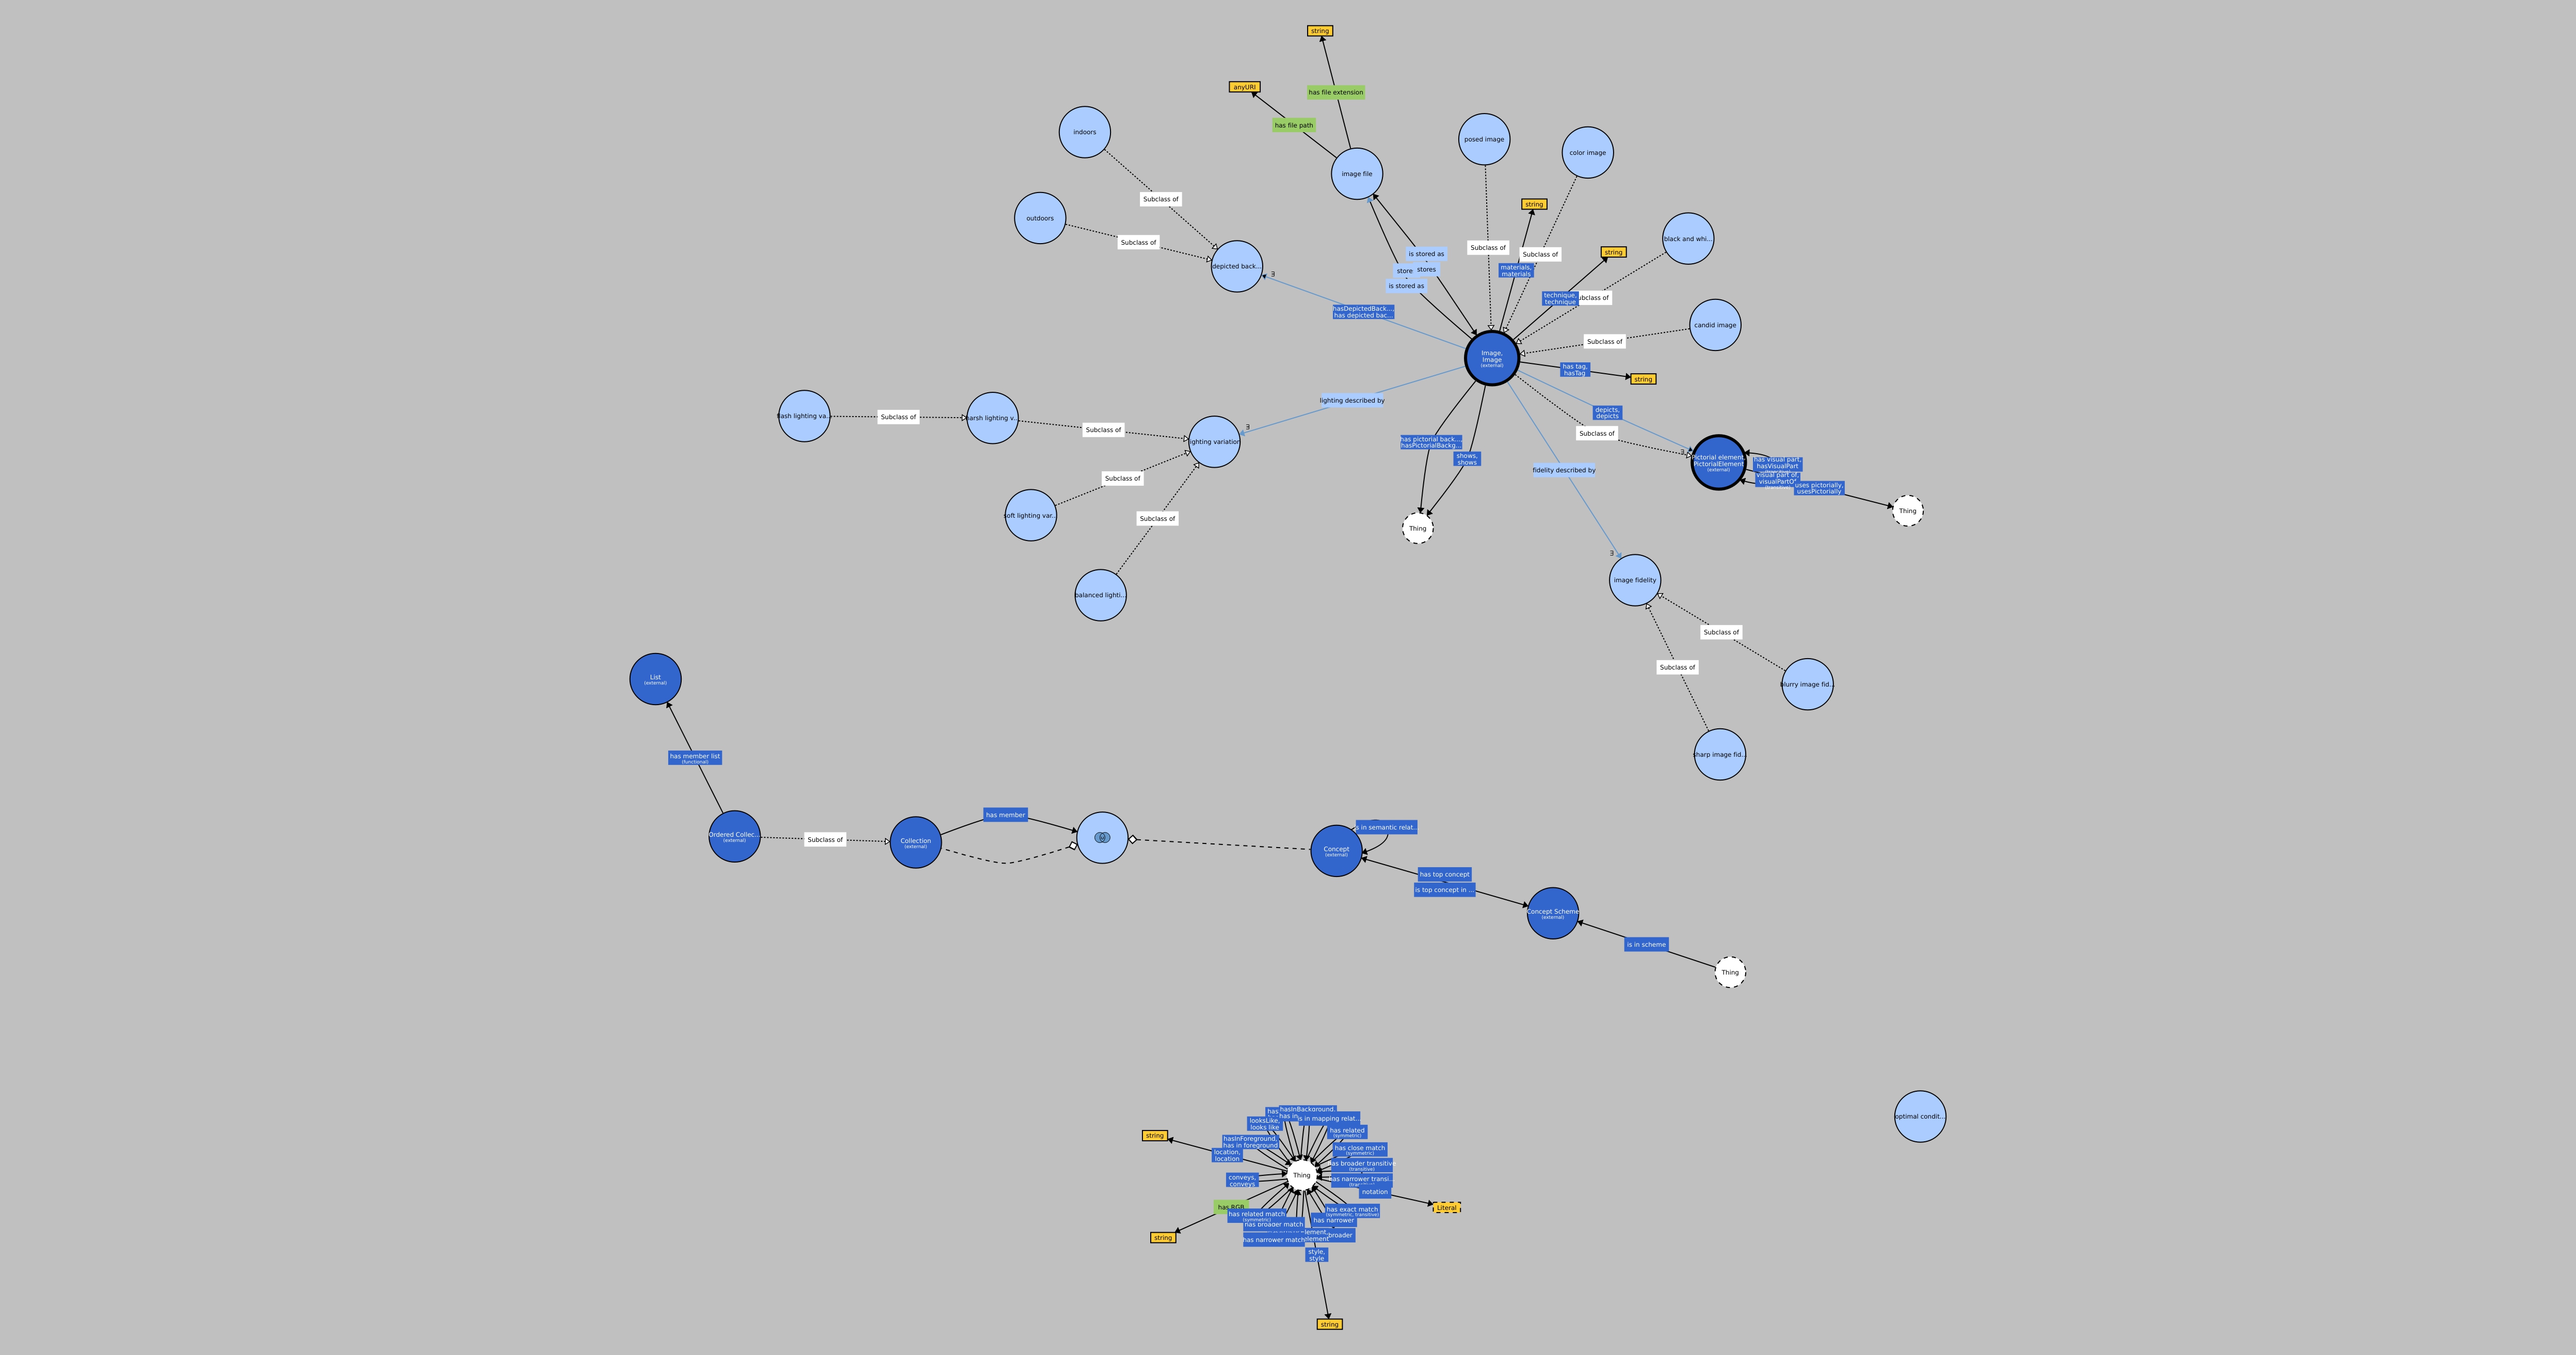 string
anyURI
has file extension
has file path
indoors
posed image
color image
image file
Subclass of
outdoors
string
black and whi...
Subclass of
Subclass of
Subclass of
string
is stored as
depicted back...
∃
store
stores
materials,
materials
is stored as
technique,
technique
bclass of
hasDepictedBack...,
has depicted bac...
candid image
Subclass of
Image,
Image
(external)
has tag,
hasTag
string
lighting described by
depicts,
depicts
flash lighting va...
Subclass of
harsh lighting v...
Subclass of
∃
lighting variation
Subclass of
has pictorial back...,
hasPictorialBackg...
shows,
shows
∃
Pictorial element,
PictorialElement
(external)
has visual part,
hasVisualPart
visual part of,
visualPartOf
(transitive)
uses pictorially,
usesPictorially
fidelity described by
Subclass of
soft lighting var...
Subclass of
Thing
Thing
∃
image fidelity
balanced lighti...
Subclass of
Subclass of
blurry image fid...
List
(external)
sharp image fid...
has member list
(functional)
Ordered Collec...
(external)
Subclass of
Collection
(external)
has member
Concept
(external)
is in semantic relat...
has top concept
is top concept in ...
Concept Scheme
(external)
is in scheme
Thing
optimal condit...
has
hasInBackground,
has in
is in mapping relat...
looksLike,
looks like
has related
(symmetric)
string
hasInForeground,
has in foreground
has close match
(symmetric)
location,
location
has broader transitive
(transitive)
Thing
conveys,
conveys
has narrower transi...
(transitive)
notation
Literal
has RGB
has related match
(symmetric)
has exact match
(symmetric, transitive)
has broader match
has narrower
element,
element
broader
has narrower match
string
style,
style
string